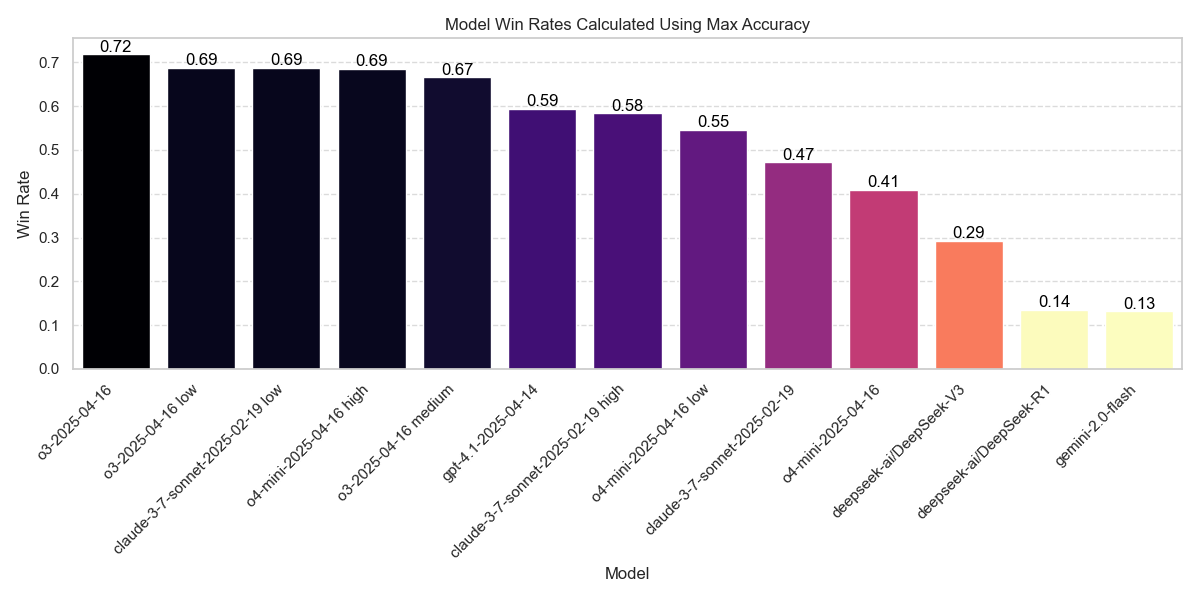 Model Win Rates Calculated Using Max Accuracy
Win Rate
0.7
0.6
0.5
0.4
0.3
0.2
0.1
0.0
0.72
0.69
0.69
0.69
0.67
0.59
0.58
0.55
0.47
0.41
0.29
0.14
0.13
o3-2025-04-16
o3-2025-04-16 low
claude-3-7-sonnet-2025-02-19 low
o4-mini-2025-04-16 high
o3-2025-04-16 medium
gpt-4.1-2025-04-14
claude-3-7-sonnet-2025-02-19 high
o4-mini-2025-04-16 low
claude-3-7-sonnet-2025-02-19
o4-mini-2025-04-16
deepseek-ai/DeepSeek-V3
deepseek-ai/DeepSeek-R1
gemini-2.0-flash
Model